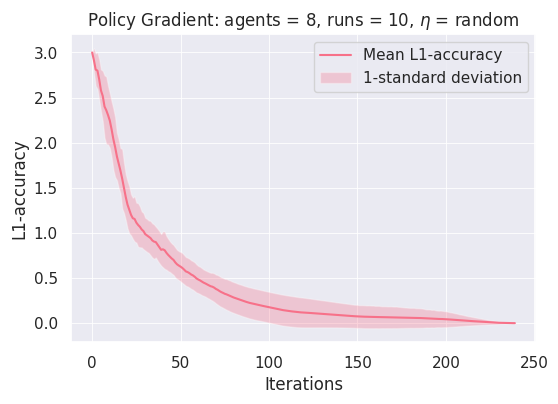 Policy Gradient: agents = 8, runs = 10, η = random
Mean L1-accuracy
1-standard deviation
L1-accuracy
3.0
2.5
2.0
1.5
1.0
0.5
0.0
0 50 100 150 200 250
Iterations